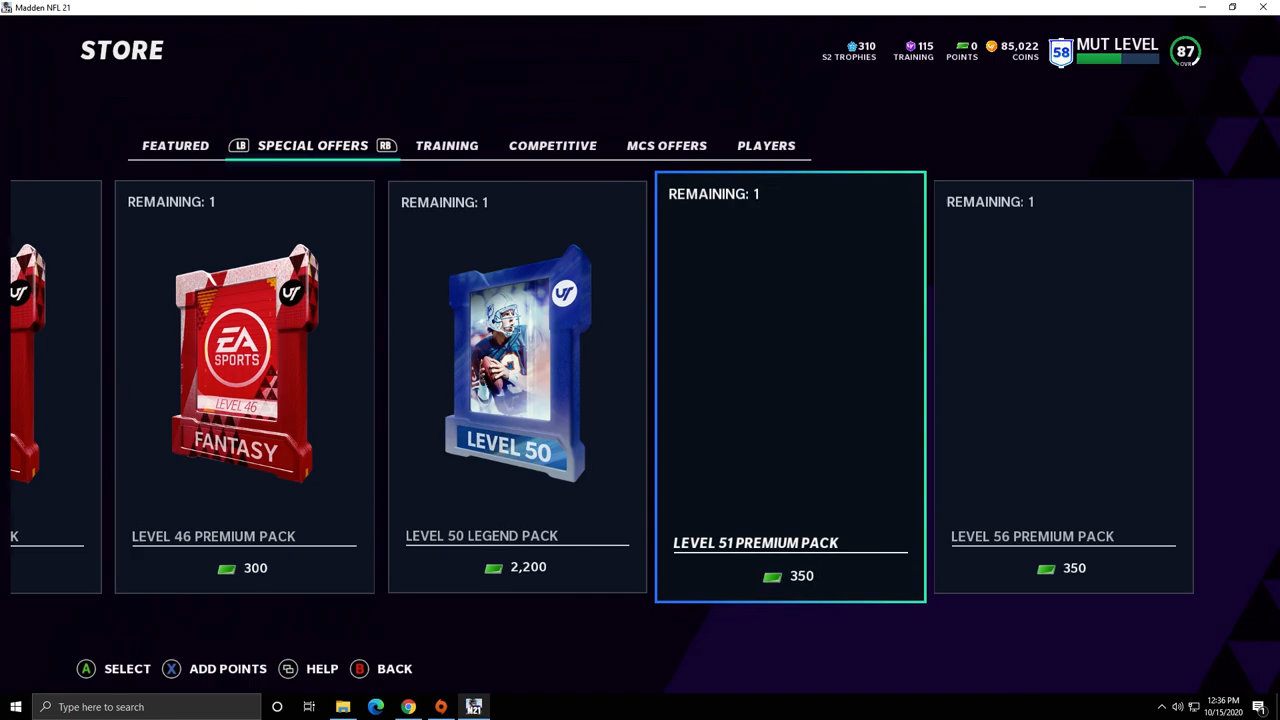 Madden NFL 21
STORE
310
S2 TROPHIES
115
TRAINING
0
POINTS
85,022
COINS
58
MUT LEVEL
87
OVR
FEATURED
LB
SPECIAL OFFERS
RB
TRAINING
COMPETITIVE
MCS OFFERS
PLAYERS
K
REMAINING: 1
EA
SPORTS
LEVEL 46
FANTASY
LEVEL 46 PREMIUM PACK
300
REMAINING: 1
LEVEL 50
LEVEL 50 LEGEND PACK
2,200
REMAINING: 1
LEVEL 51 PREMIUM PACK
350
REMAINING: 1
LEVEL 56 PREMIUM PACK
350
A SELECT
X ADD POINTS
HELP
B BACK
Type here to search
M21
12:36 PM
10/15/2020
1